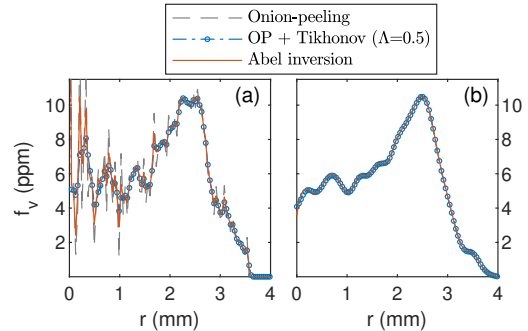 Onion-peeling
OP + Tikhonov (Λ=0.5)
Abel inversion
(a)
(b)
10
8
6
4
2
f_v (ppm)
0 1 2 3 4
r (mm)
0 1 2 3 4
r (mm)
10
8
6
4
2